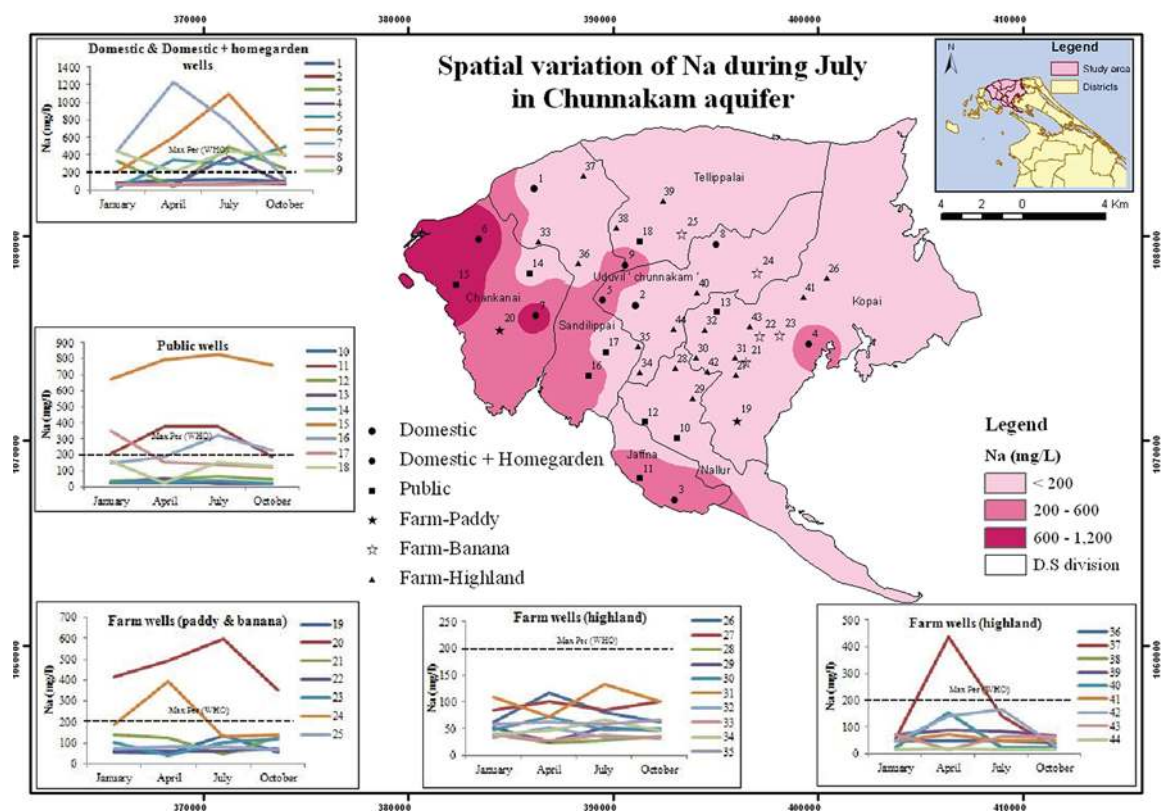 370000
380000
390000
400000
410000
Domestic & Domestic + homegarden
wells
1400
1200
1000
800
600
400
200
0
Na (mg/l)
Max Per (WHO)
January
April
July
October
1
2
3
4
5
6
7
8
9
Spatial variation of Na during July
in Chunnakam aquifer
N
Legend
Study area
Districts
4 2 0 4 Km
1080000
1070000
1060000
1080000
1070000
1060000
Public wells
900
800
700
600
500
400
300
200
100
0
Na (mg/l)
Max Per (WHO)
January
April
July
October
10
11
12
13
14
15
16
17
18
37
1
Tellippalai
39
38
25
6
33
18
8
36
9
24
14
Uduvil ' chunnakam '
26
15
40
41
Chankanai
5
2
13
Kopai
7
20
Sandilippai
44
32
43
22
23
4
17
35
30
31
21
16
34
28
42
27
29
12
19
10
Jaffna
11
Nallur
3
Domestic
Domestic + Homegarden
Public
Farm-Paddy
Farm-Banana
Farm-Highland
Legend
Na (mg/L)
< 200
200 - 600
600 - 1,200
D.S division
Farm wells (paddy & banana)
700
600
500
400
300
200
100
0
Na (mg/l)
Max Per (WHO)
January
April
July
October
19
20
21
22
23
24
25
Farm wells (highland)
250
200
150
100
50
0
Na (mg/l)
Max Per (WHO)
January
April
July
October
26
27
28
29
30
31
32
33
34
35
Farm wells (highland)
500
400
300
200
100
0
Na (mg/l)
Max Per (WHO)
January
April
July
October
36
37
38
39
40
41
42
43
44
370000
380000
390000
400000
410000